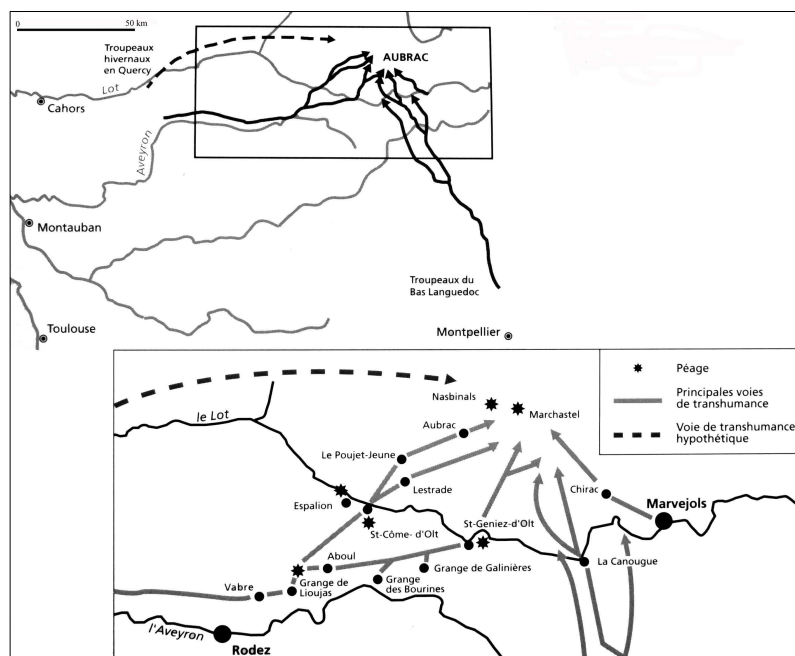 0 50 km
Troupeaux
hivernaux
en Quercy
AUBRAC
Lot
Cahors
Aveyron
Montauban
Troupeaux du
Bas Languedoc
Toulouse
Montpellier
Péage
Principales voies
de transhumance
Voie de transhumance
hypothétique
Nasbinals
Marchastel
le Lot
Aubrac
Le Poujet-Jeune
Lestrade
Chirac
Marvejols
Espalion
St-Côme- d'Olt
St-Geniez-d'Olt
Aboul
La Canougue
Vabre
Grange de
Lioujas
Grange
des Bourines
Grange de Galinières
l'Aveyron
Rodez